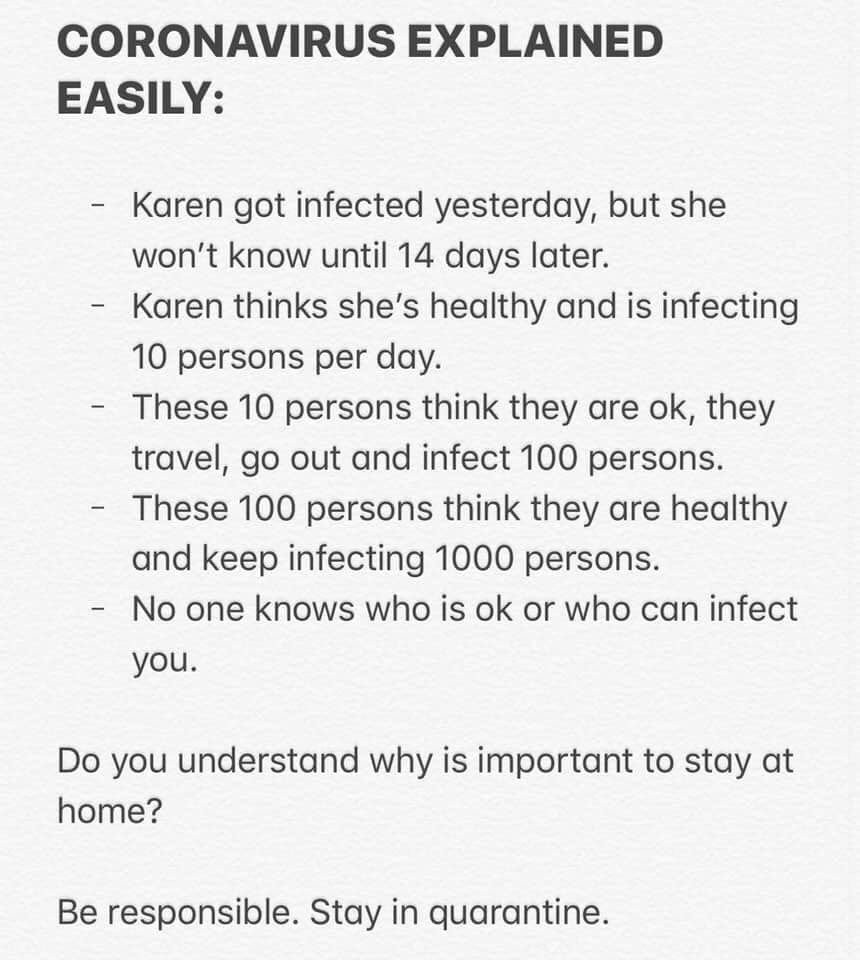 CORONAVIRUS EXPLAINED
EASILY:
- Karen got infected yesterday, but she
won’t know until 14 days later.
- Karen thinks she’s healthy and is infecting
10 persons per day.
- These 10 persons think they are ok, they
travel, go out and infect 100 persons.
- These 100 persons think they are healthy
and keep infecting 1000 persons.
- No one knows who is ok or who can infect
you.
Do you understand why is important to stay at
home?
Be responsible. Stay in quarantine.